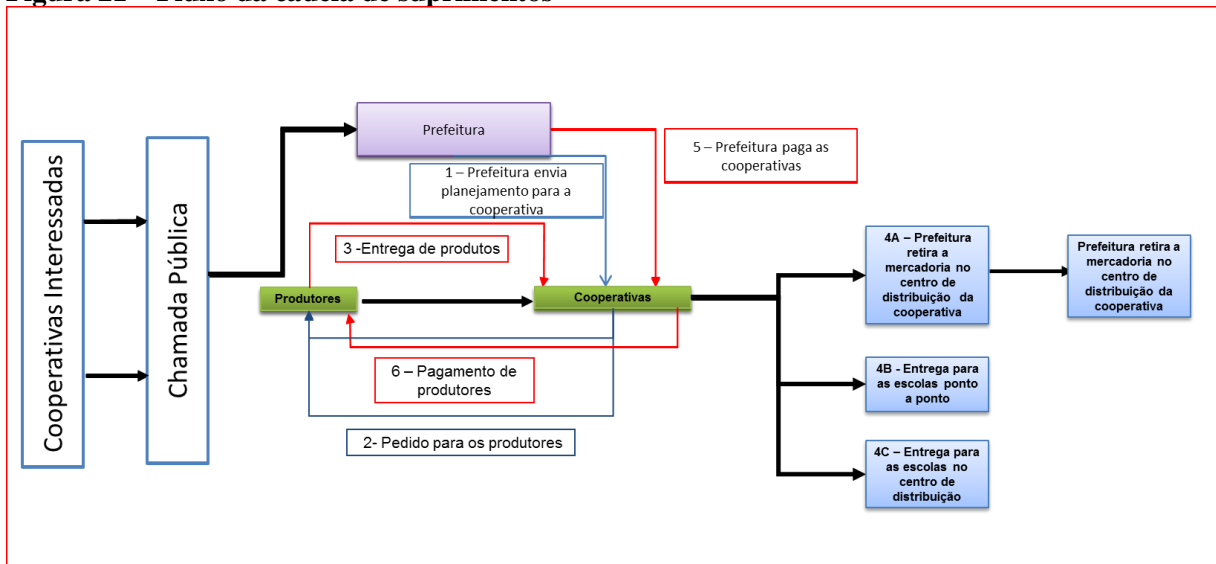 Figura 21 – Fluxo da cadeia de suprimentos
Cooperativas Interessadas
Chamada Pública
Prefeitura
1 – Prefeitura envia
planejamento para a
cooperativa
5 – Prefeitura paga as
cooperativas
3 -Entrega de produtos
Produtores
Cooperativas
6 – Pagamento de
produtores
2- Pedido para os produtores
4A – Prefeitura
retira a
mercadoria no
centro de
distribuição da
cooperativa
Prefeitura retira a
mercadoria no
centro de
distribuição da
cooperativa
4B - Entrega para
as escolas ponto
a ponto
4C – Entrega para
as escolas no
centro de
distribuição